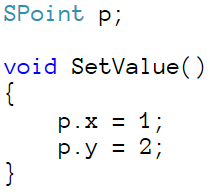 SPoint p;

void SetValue()
{
    p.x = 1;
    p.y = 2;
}